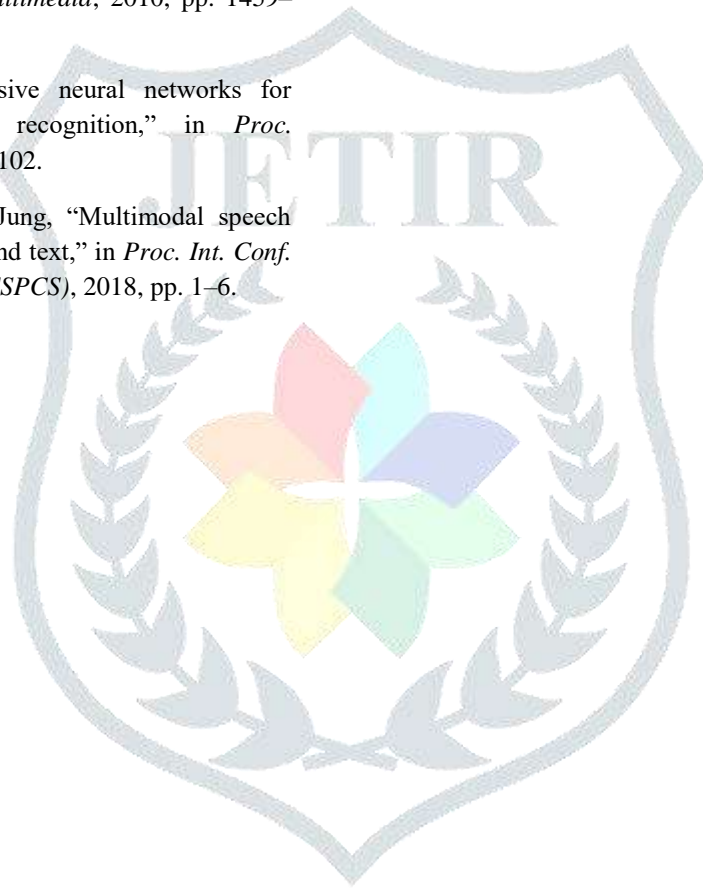 ultimedia, 2010, pp. 1459–
sive neural networks for
recognition,” in Proc.
102.
Jung, “Multimodal speech
nd text,” in Proc. Int. Conf.
SPCS), 2018, pp. 1–6.
JETIR